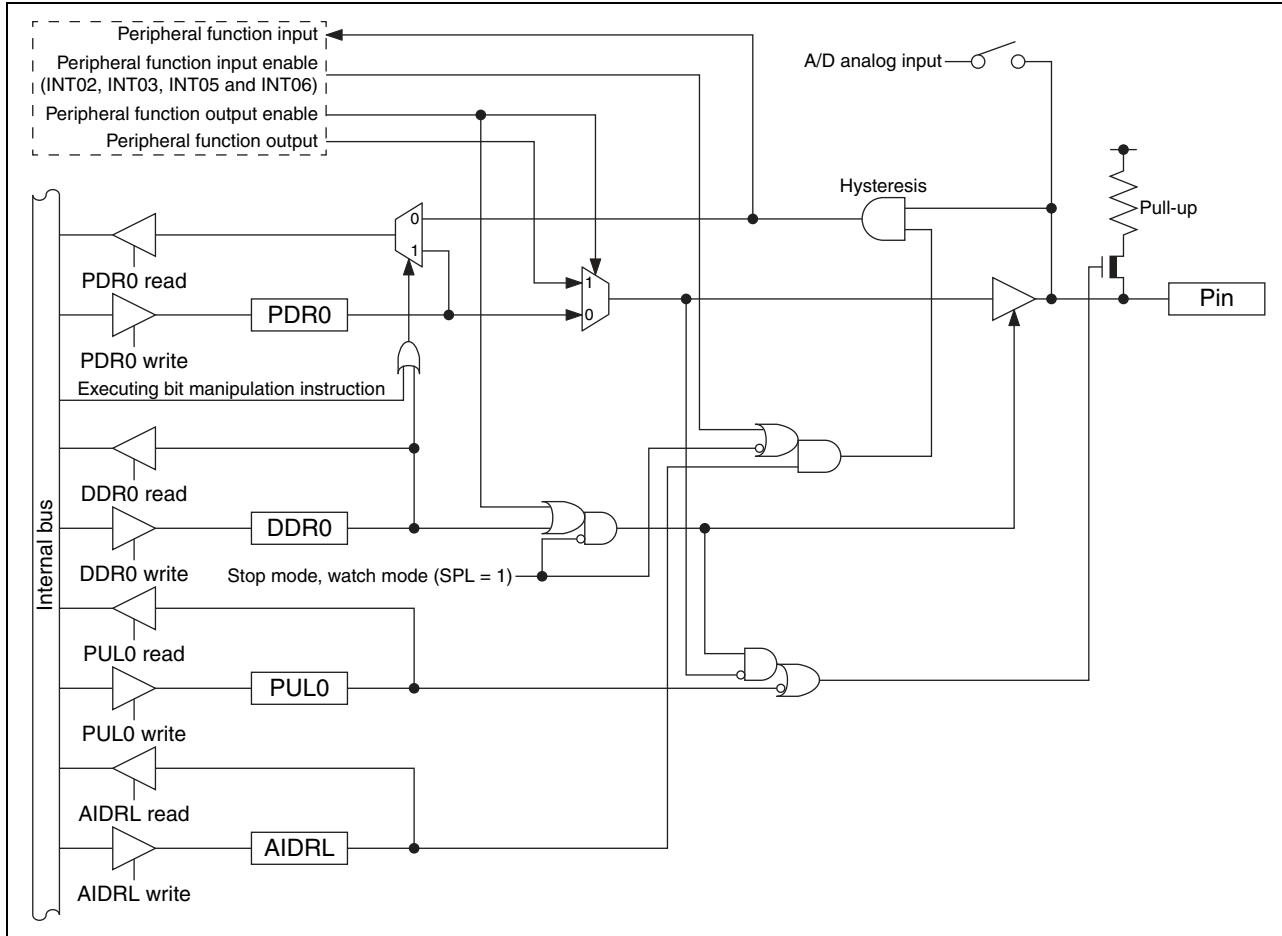 Peripheral function input
Peripheral function input enable
(INT02, INT03, INT05 and INT06)
Peripheral function output enable
Peripheral function output
A/D analog input
Hysteresis
Pull-up
0
1
PDR0 read
1
0
PDR0
Pin
PDR0 write
Executing bit manipulation instruction
DDR0 read
DDR0
Stop mode, watch mode (SPL = 1)
DDR0 write
Internal bus
PUL0 read
PUL0
PUL0 write
AIDRL read
AIDRL
AIDRL write